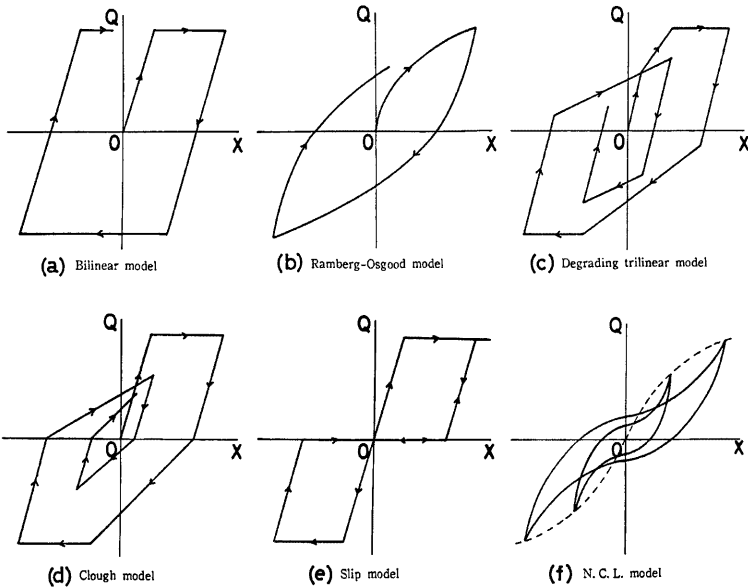 Q
O
X
(a) Bilinear model
Q
O
X
(b) Ramberg-Osgood model
Q
O
X
(c) Degrading trilinear model
Q
O
X
(d) Clough model
Q
O
X
(e) Slip model
Q
O
X
(f) N.C.L. model